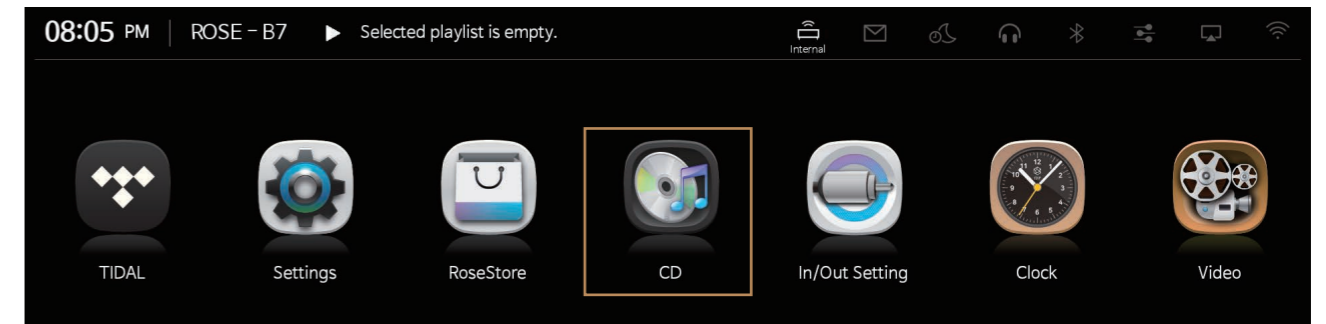 08:05 PM ROSE - B7 Selected playlist is empty.
Internal
TIDAL Settings RoseStore CD In/Out Setting Clock Video